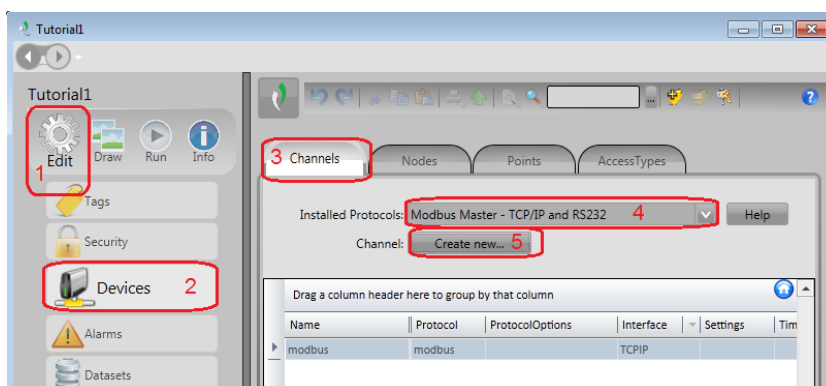 Tutorial1
Tutorial1
Edit Draw Run Info
1
Tags
Security
Devices 2
Alarms
Datasets
...
?
3 Channels Nodes Points AccessTypes
Installed Protocols: Modbus Master - TCP/IP and RS232 4 Help
Channel: Create new... 5
Drag a column header here to group by that column
Name Protocol ProtocolOptions Interface Settings Tim
modbus modbus TCPIP